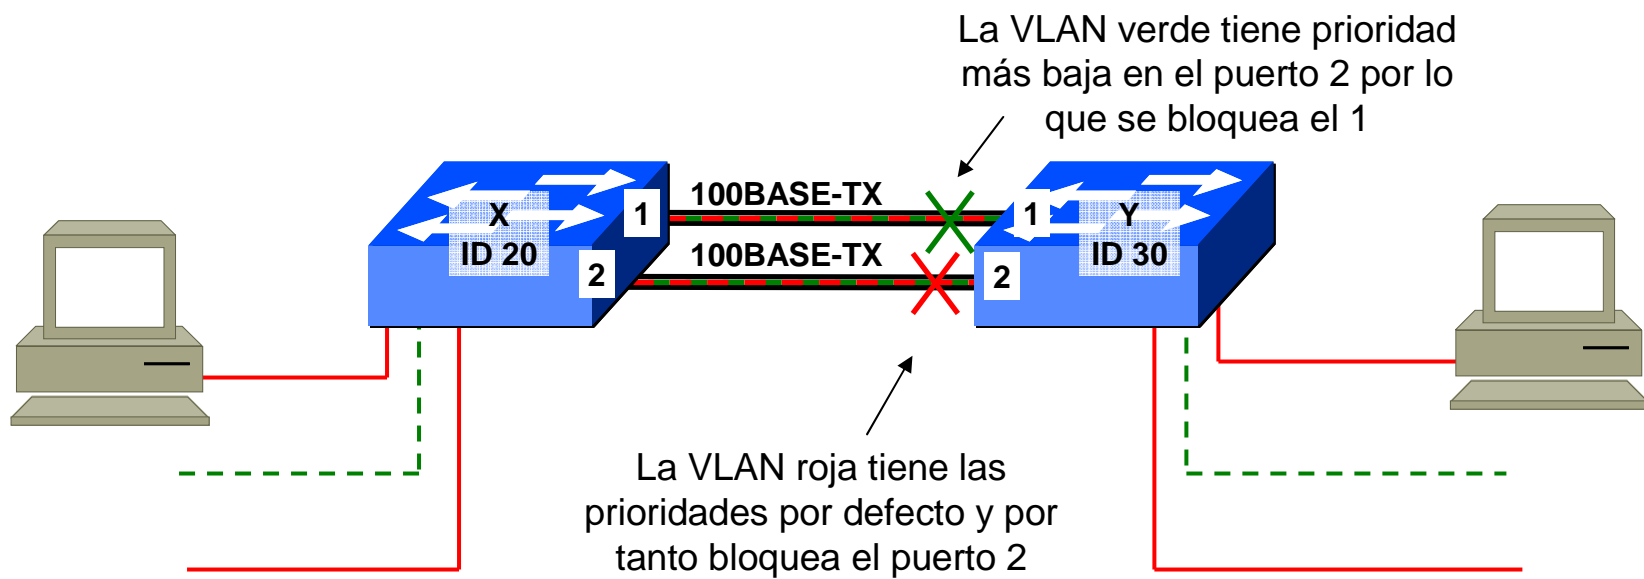 La VLAN verde tiene prioridad
más baja en el puerto 2 por lo
que se bloquea el 1
100BASE-TX
X
1
1
Y
ID 20
100BASE-TX
ID 30
2
2
La VLAN roja tiene las
prioridades por defecto y por
tanto bloquea el puerto 2